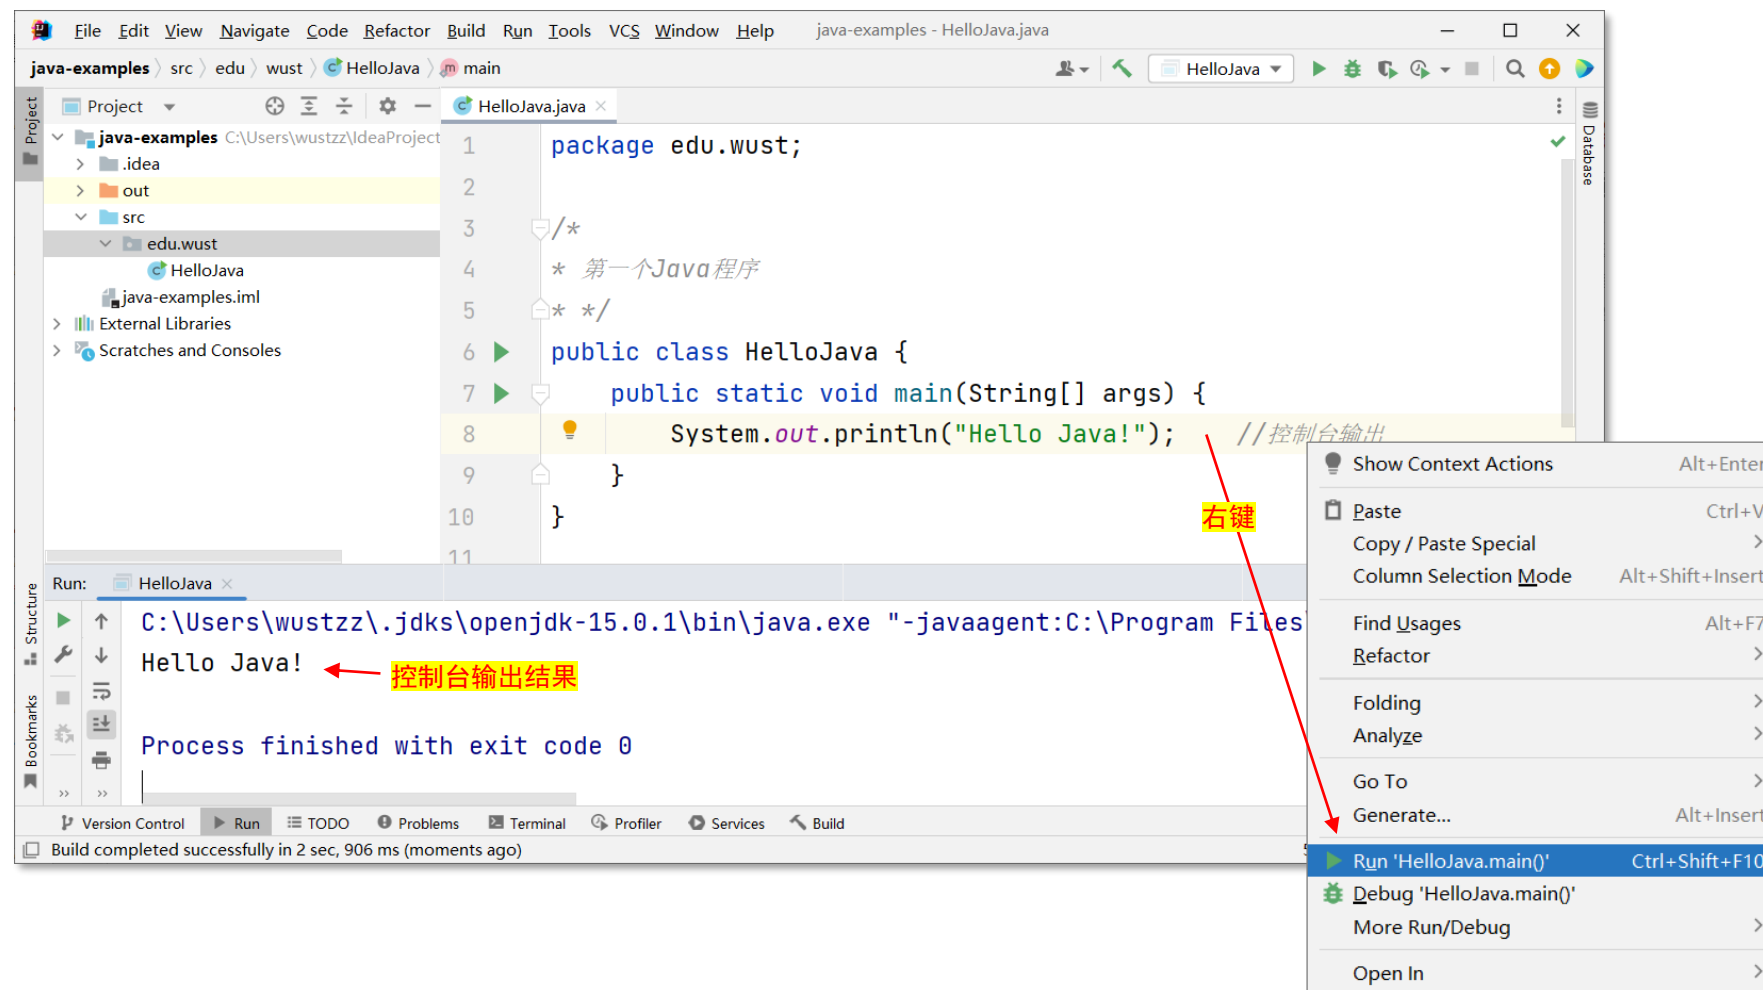 File Edit View Navigate Code Refactor Build Run Tools VCS Window Help java-examples - HelloJava.java
java-examples src edu wust HelloJava main
HelloJava
Project
Project
HelloJava.java
Database
java-examples C:\Users\wustzz\IdeaProject
.idea
out
src
edu.wust
HelloJava
java-examples.iml
External Libraries
Scratches and Consoles
1 package edu.wust;
2
3 /*
4 * 第一个Java程序
5 * */
6 public class HelloJava {
7 public static void main(String[] args) {
8 System.out.println("Hello Java!"); //控制台输出
9 }
10 }
11
右键
Show Context Actions Alt+Enter
Paste Ctrl+V
Copy / Paste Special
Column Selection Mode Alt+Shift+Insert
Find Usages Alt+F7
Refactor
Folding
Analyze
Go To
Generate... Alt+Insert
Run 'HelloJava.main()' Ctrl+Shift+F10
Debug 'HelloJava.main()'
More Run/Debug
Open In
Structure
Bookmarks
Run: HelloJava
C:\Users\wustzz\.jdks\openjdk-15.0.1\bin\java.exe "-javaagent:C:\Program Files\
Hello Java!
控制台输出结果
Process finished with exit code 0
Version Control Run TODO Problems Terminal Profiler Services Build
Build completed successfully in 2 sec, 906 ms (moments ago)